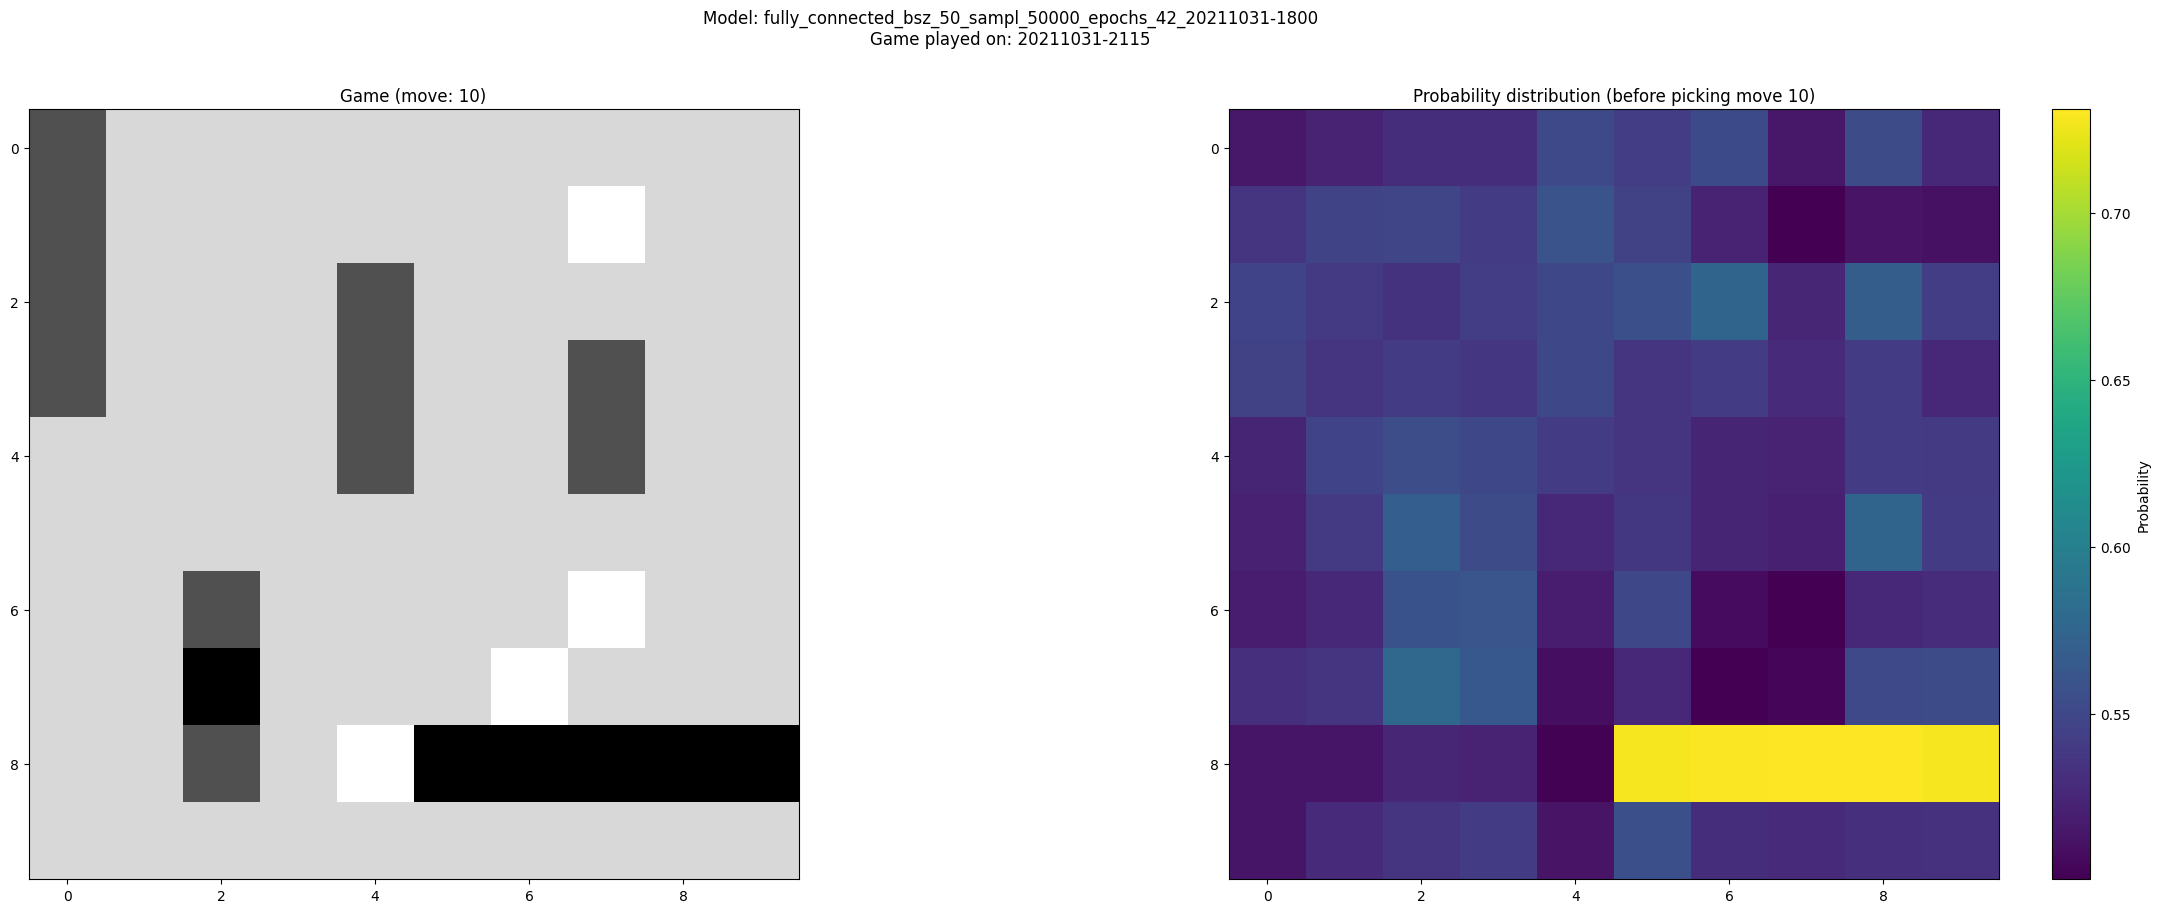 Model: fully_connected_bsz_50_sampl_50000_epochs_42_20211031-1800
Game played on: 20211031-2115
Game (move: 10)
0
2
4
6
8
0 2 4 6 8
Probability distribution (before picking move 10)
0
2
4
6
8
0 2 4 6 8
0.70
0.65
0.60
0.55
Probability